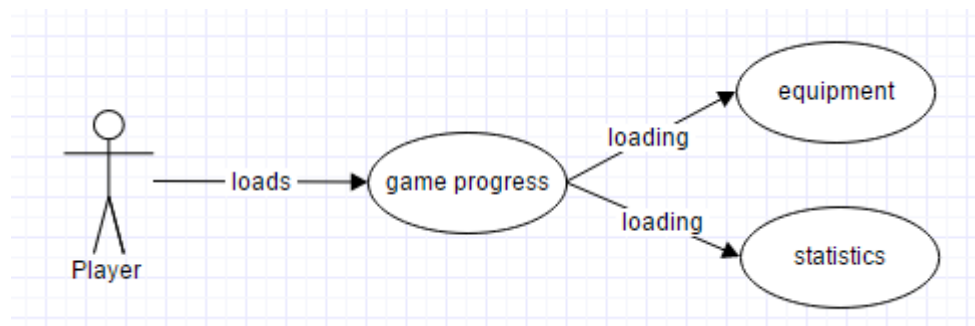 equipment
loading
loads
game progress
loading
statistics
Player